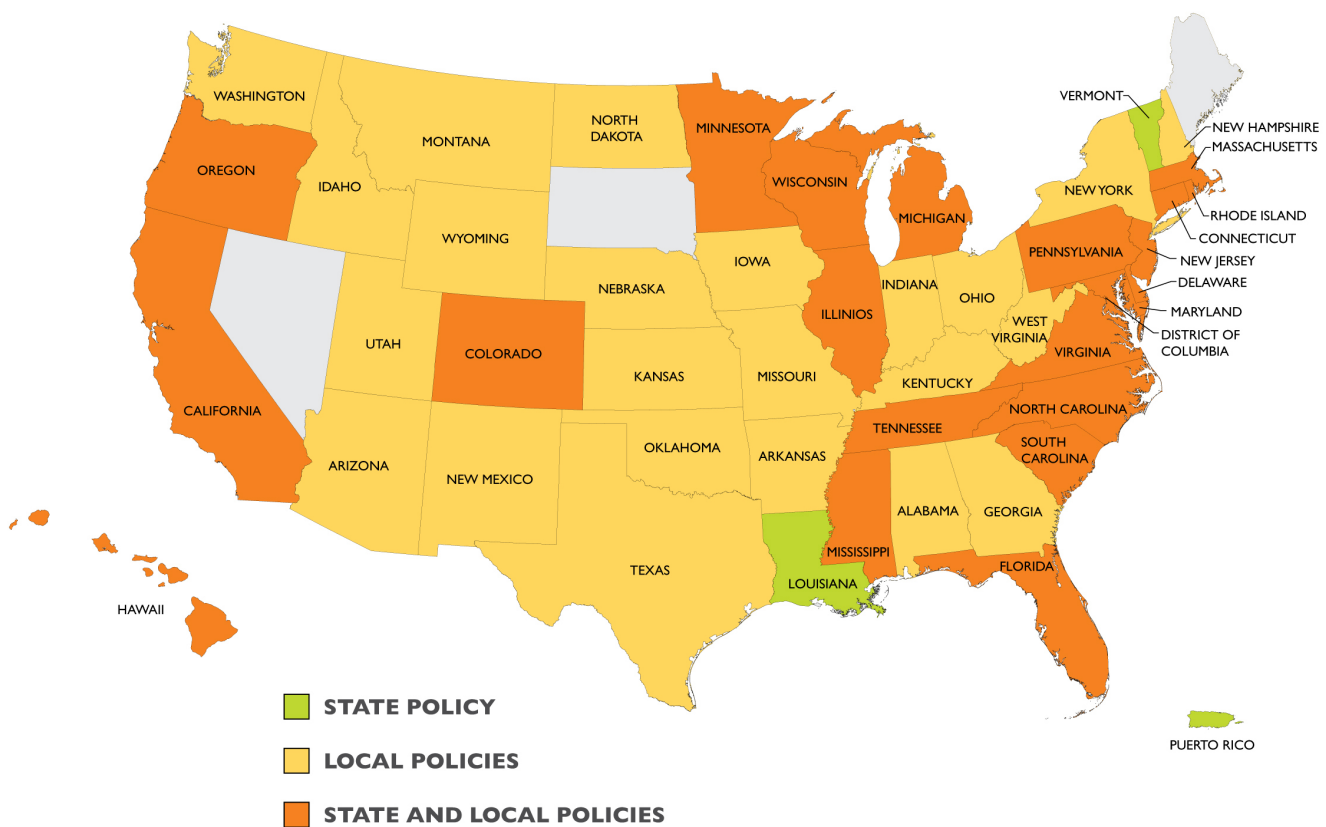 WASHINGTON
OREGON
CALIFORNIA
IDAHO
MONTANA
WYOMING
UTAH
COLORADO
ARIZONA
NEW MEXICO
NORTH
DAKOTA
NEBRASKA
KANSAS
OKLAHOMA
TEXAS
MINNESOTA
IOWA
MISSOURI
ARKANSAS
LOUISIANA
WISCONSIN
ILLINIOS
MICHIGAN
INDIANA
OHIO
KENTUCKY
TENNESSEE
MISSISSIPPI
ALABAMA
GEORGIA
FLORIDA
SOUTH
CAROLINA
NORTH CAROLINA
VIRGINIA
WEST
VIRGINIA
PENNSYLVANIA
NEW YORK
VERMONT
NEW HAMPSHIRE
MASSACHUSETTS
RHODE ISLAND
CONNECTICUT
NEW JERSEY
DELAWARE
MARYLAND
DISTRICT OF
COLUMBIA
HAWAII
PUERTO RICO
STATE POLICY
LOCAL POLICIES
STATE AND LOCAL POLICIES